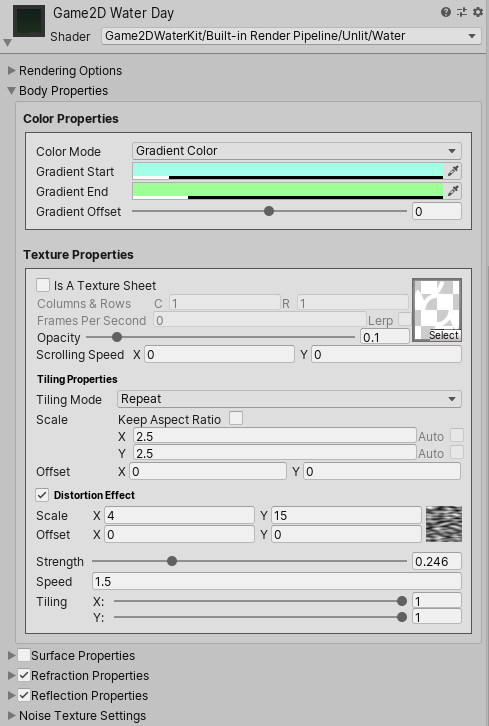 Game2D Water Day
Shader Game2DWaterKit/Built-in Render Pipeline/Unlit/Water
Rendering Options
Body Properties
Color Properties
Color Mode Gradient Color
Gradient Start
Gradient End
Gradient Offset 0
Texture Properties
Is A Texture Sheet
Columns & Rows C 1 R 1
Frames Per Second 0 Lerp
Opacity 0.1 Select
Scrolling Speed X 0 Y 0
Tiling Properties
Tiling Mode Repeat
Scale Keep Aspect Ratio
X 2.5 Auto
Y 2.5 Auto
Offset X 0 Y 0
Distortion Effect
Scale X 4 Y 15
Offset X 0 Y 0
Strength 0.246
Speed 1.5
Tiling X: 1
Y: 1
Surface Properties
Refraction Properties
Reflection Properties
Noise Texture Settings